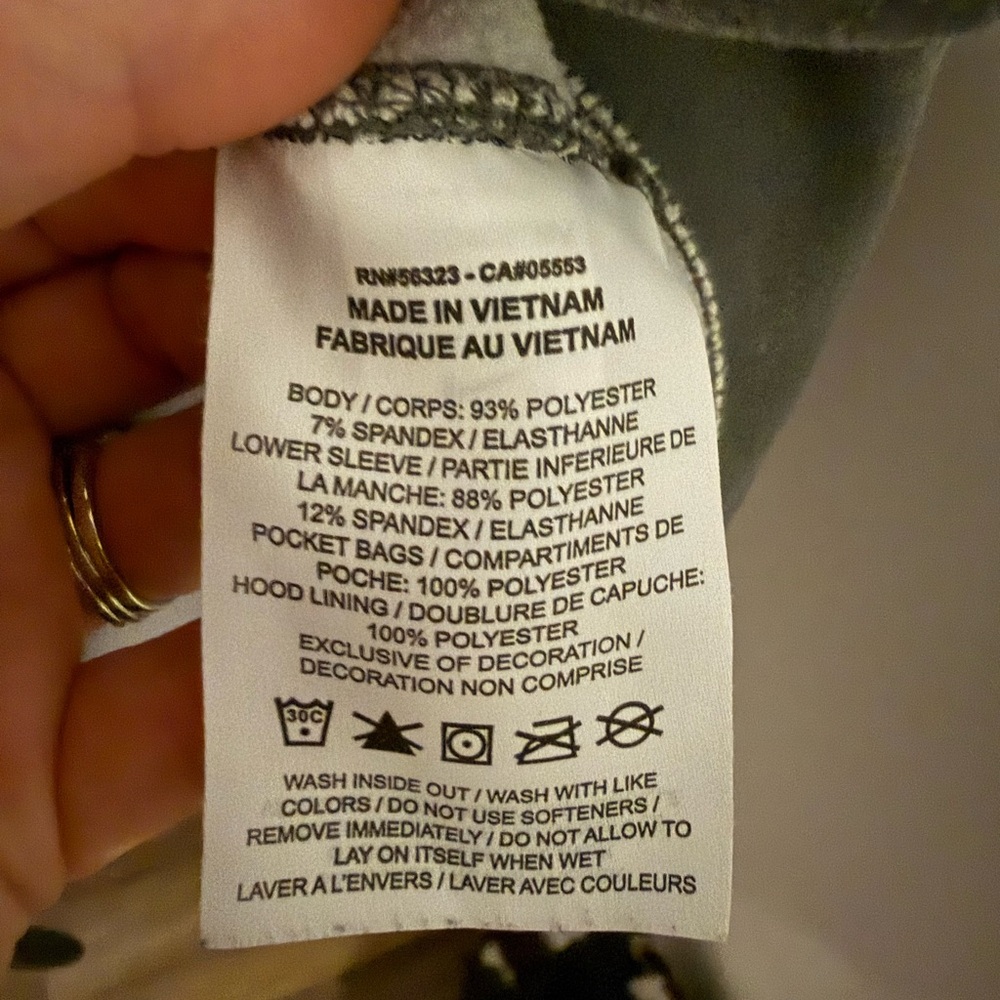 RN#56323 - CA#05553
MADE IN VIETNAM
FABRIQUE AU VIETNAM
BODY / CORPS: 93% POLYESTER
7% SPANDEX / ELASTHANNE
LOWER SLEEVE / PARTIE INFERIEURE DE
LA MANCHE: 88% POLYESTER
12% SPANDEX / ELASTHANNE
POCKET BAGS / COMPARTIMENTS DE
POCHE: 100% POLYESTER
HOOD LINING / DOUBLURE DE CAPUCHE:
100% POLYESTER
EXCLUSIVE OF DECORATION /
DECORATION NON COMPRISE
30C
WASH INSIDE OUT / WASH WITH LIKE
COLORS / DO NOT USE SOFTENERS /
REMOVE IMMEDIATELY / DO NOT ALLOW TO
LAY ON ITSELF WHEN WET
LAVER A L'ENVERS / LAVER AVEC COULEURS